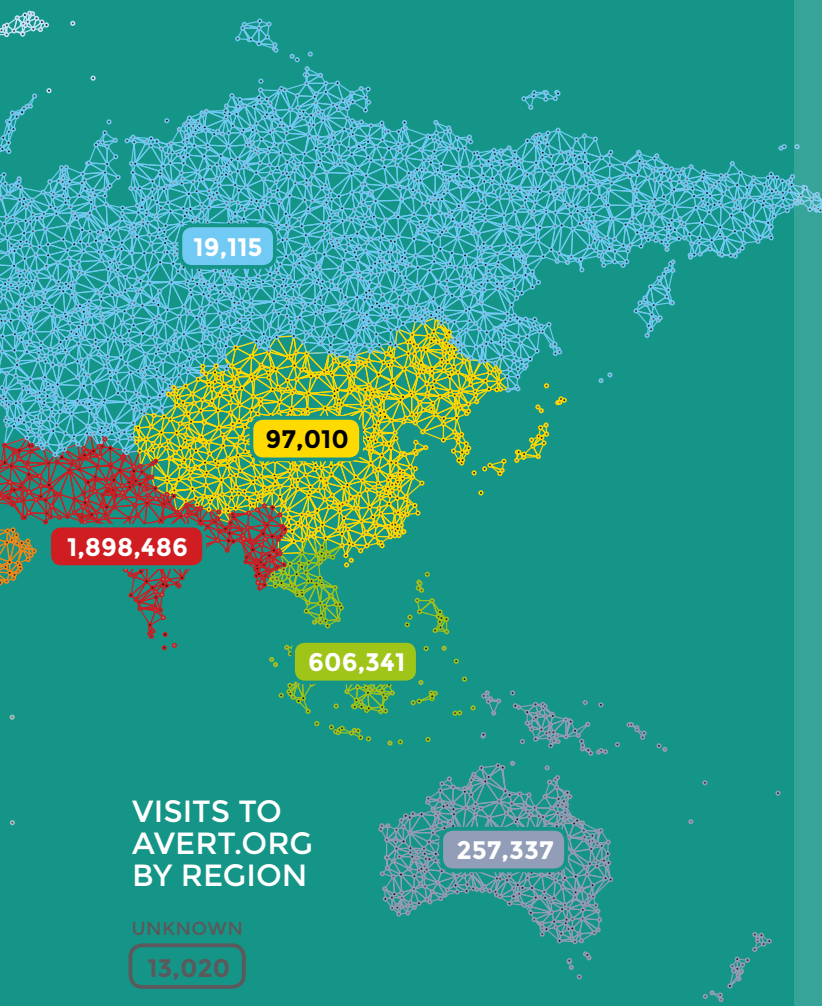 19,115
97,010
1,898,486
606,341
257,337
VISITS TO
AVERT.ORG
BY REGION
UNKNOWN
13,020